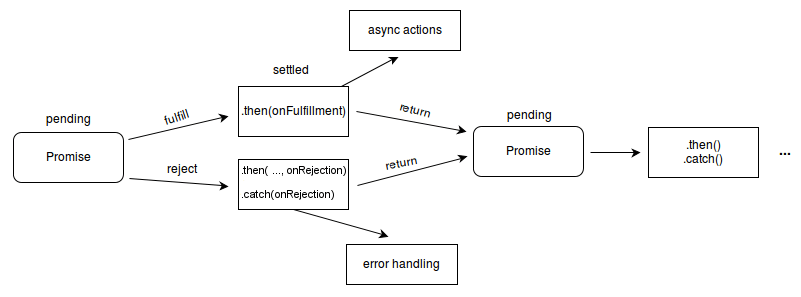 async actions
settled
pending
fulfill
.then(onFulfillment)
return
pending
Promise
reject
.then( ..., onRejection)
.catch(onRejection)
return
Promise
.then()
.catch()
...
error handling